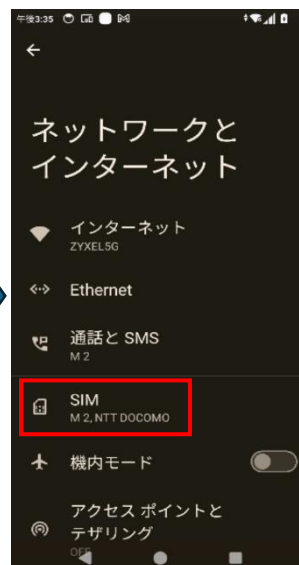 午後3:35
ネットワークと
インターネット
インターネット
ZYXEL5G
Ethernet
通話と SMS
M 2
SIM
M 2, NTT DOCOMO
機内モード
アクセス ポイントと
テザリング
OFF